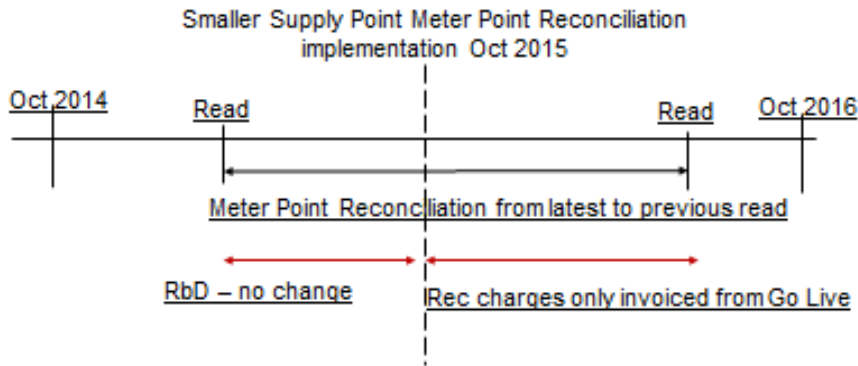 Smaller Supply Point Meter Point Reconciliation
implementation Oct 2015
Oct 2014
Read
Read
Oct 2016
Meter Point Reconciliation from latest to previous read
RbD – no change
Rec charges only invoiced from Go Live